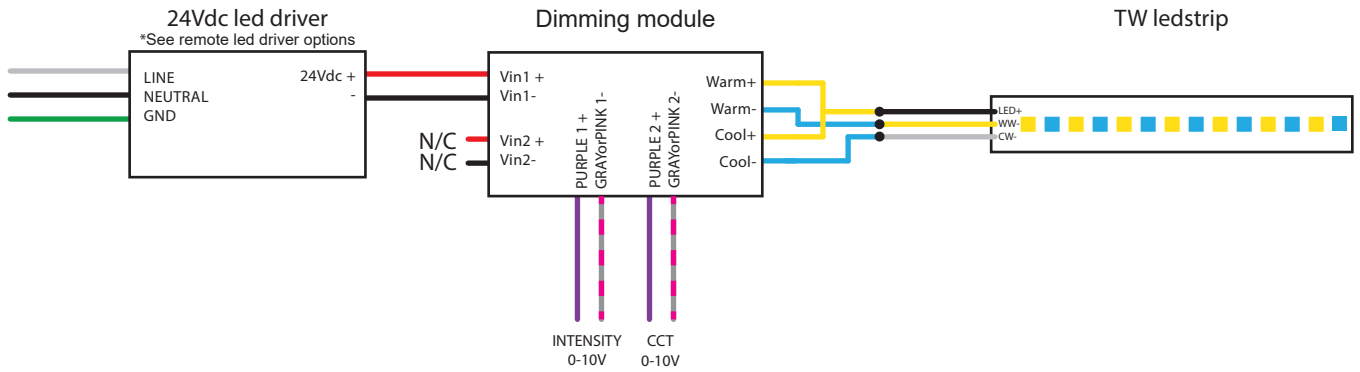 24Vdc led driver
*See remote led driver options
LINE
NEUTRAL
GND
24Vdc +
-
Dimming module
Vin1 +
Vin1-
N/C
Vin2 +
N/C
Vin2-
PURPLE 1 +
GRAYorPINK 1-
PURPLE 2 +
GRAYorPINK 2-
Warm+
Warm-
Cool+
Cool-
INTENSITY
0-10V
CCT
0-10V
TW ledstrip
LED+
WW-
CW-